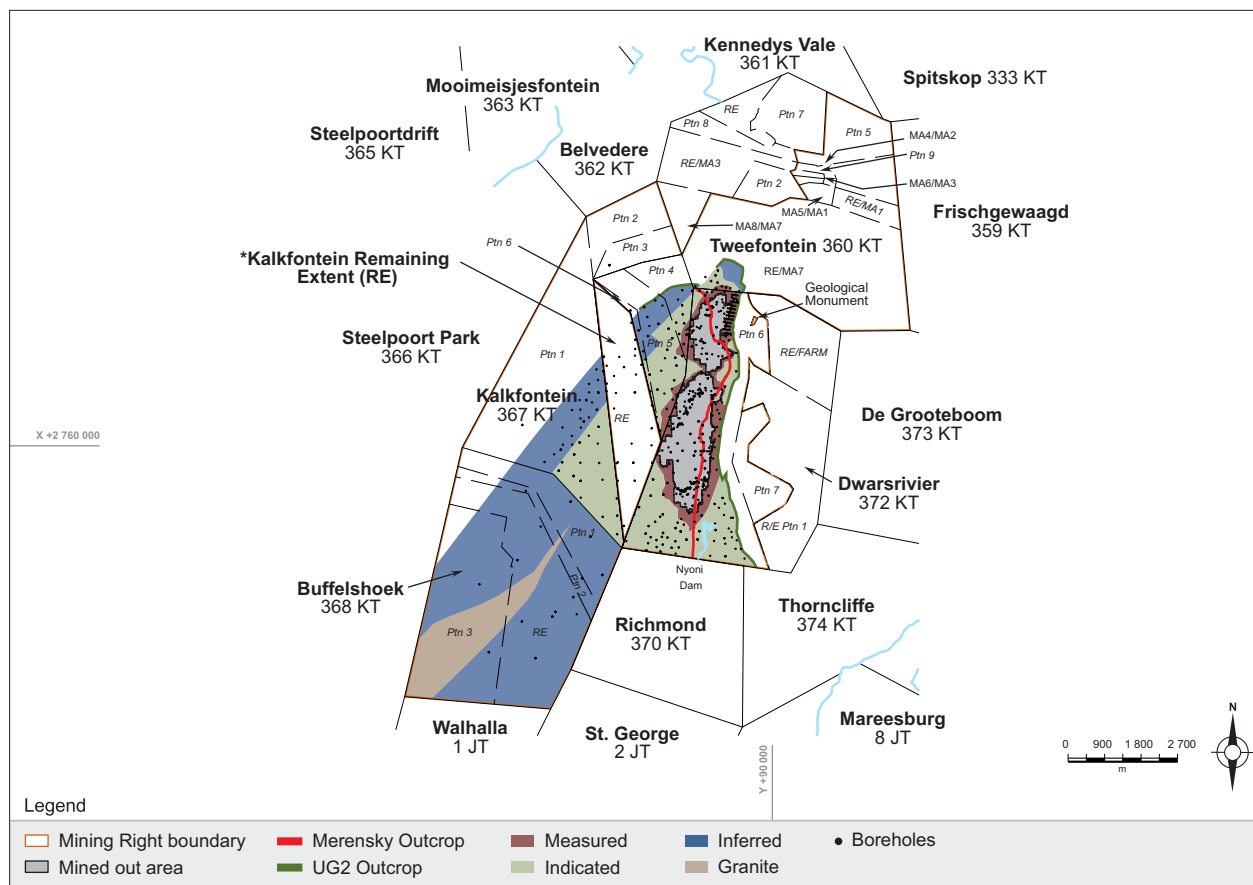 Kennedys Vale
361 KT
Spitskop 333 KT
Mooimeisjesfontein
363 KT
RE
Ptn 7
Ptn 8
Ptn 5
MA4/MA2
Steelpoortdrift
365 KT
Belvedere
362 KT
Ptn 9
RE/MA3
Ptn 2
MA6/MA3
RE/MA1
MA5/MA1
Frischgewaagd
359 KT
Ptn 2
MA8/MA7
Ptn 6
Ptn 3
Tweefontein 360 KT
*Kalkfontein Remaining
Extent (RE)
Ptn 4
RE/MA7
Geological
Monument
Steelpoort Park
366 KT
Ptn 1
Ptn 5
Ptn 6
RE/FARM
Kalkfontein
367 KT
RE
De Grooteboom
373 KT
X +2 760 000
Dwarsrivier
372 KT
Ptn 7
R/E Ptn 1
Ptn 1
Ptn 2
Buffelshoek
368 KT
Nyoni
Dam
Ptn 3
RE
Richmond
370 KT
Thorncliffe
374 KT
Walhalla
1 JT
St. George
2 JT
Mareesburg
8 JT
Y +90 000
0 900 1 800 2 700
m
N
Legend
Mining Right boundary
Merensky Outcrop
Measured
Inferred
Boreholes
Mined out area
UG2 Outcrop
Indicated
Granite